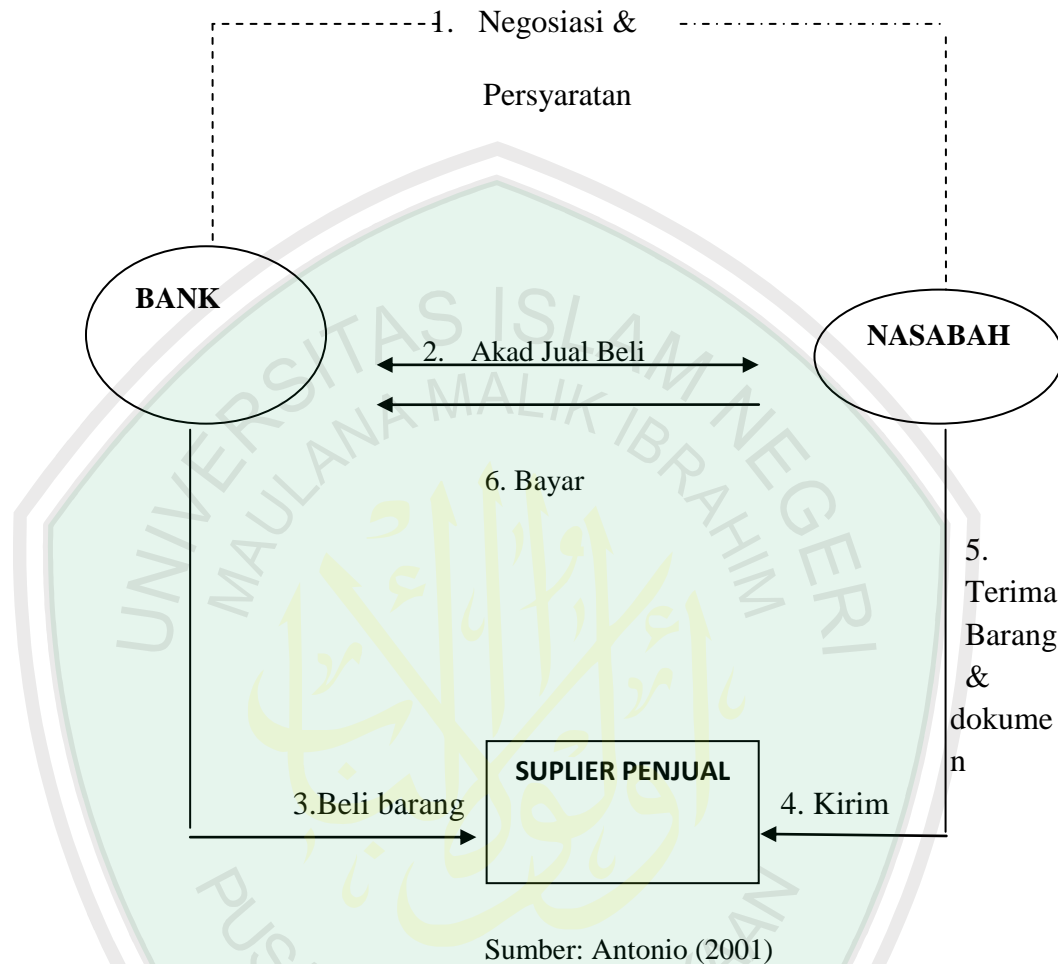 1. Negosiasi &
Persyaratan
BANK
NASABAH
2. Akad Jual Beli
6. Bayar
5.
Terima
Barang
&
dokume
n
SUPLIER PENJUAL
3.Beli barang
4. Kirim
Sumber: Antonio (2001)
UNIVERSITAS ISLAM NEGERI
MAULANA MALIK IBRAHIM